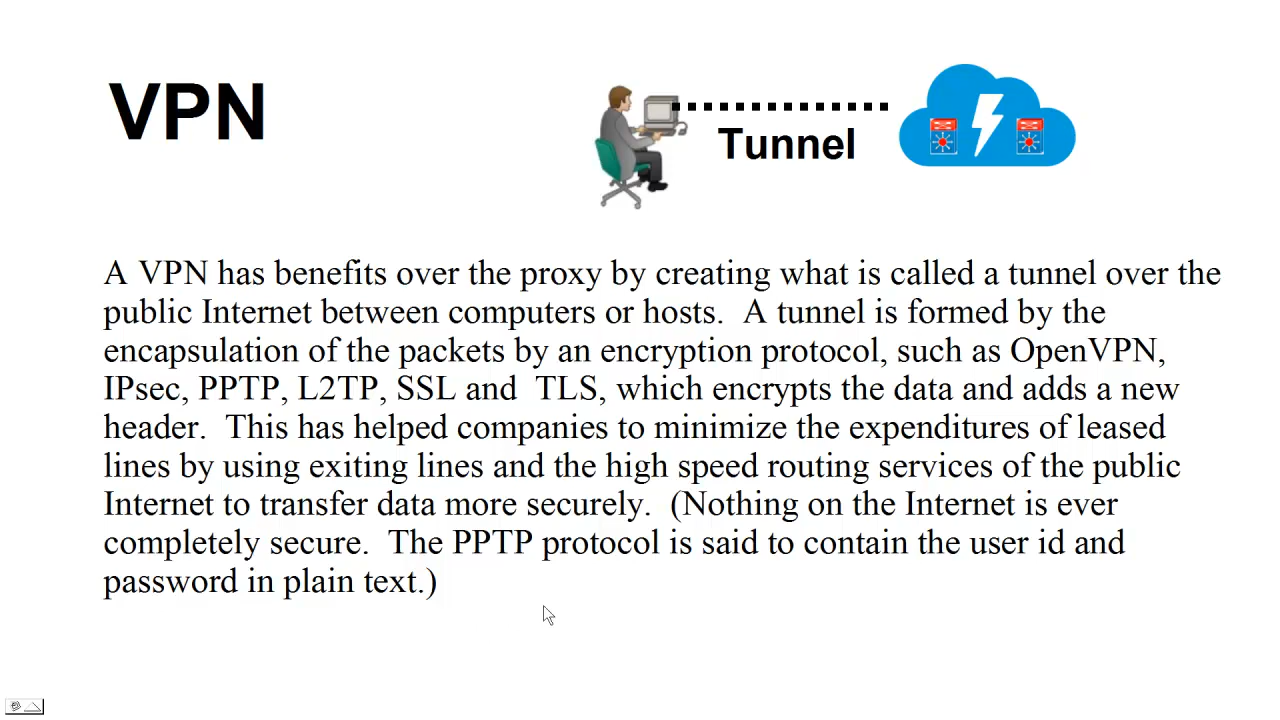 VPN
Tunnel
A VPN has benefits over the proxy by creating what is called a tunnel over the
public Internet between computers or hosts.  A tunnel is formed by the
encapsulation of the packets by an encryption protocol, such as OpenVPN,
IPsec, PPTP, L2TP, SSL and  TLS, which encrypts the data and adds a new
header.  This has helped companies to minimize the expenditures of leased
lines by using exiting lines and the high speed routing services of the public
Internet to transfer data more securely.  (Nothing on the Internet is ever
completely secure.  The PPTP protocol is said to contain the user id and
password in plain text.)